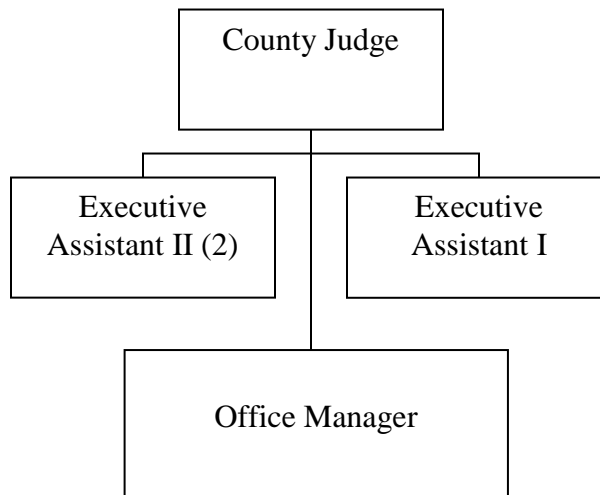 County Judge
Executive
Assistant II (2)
Executive
Assistant I
Office Manager